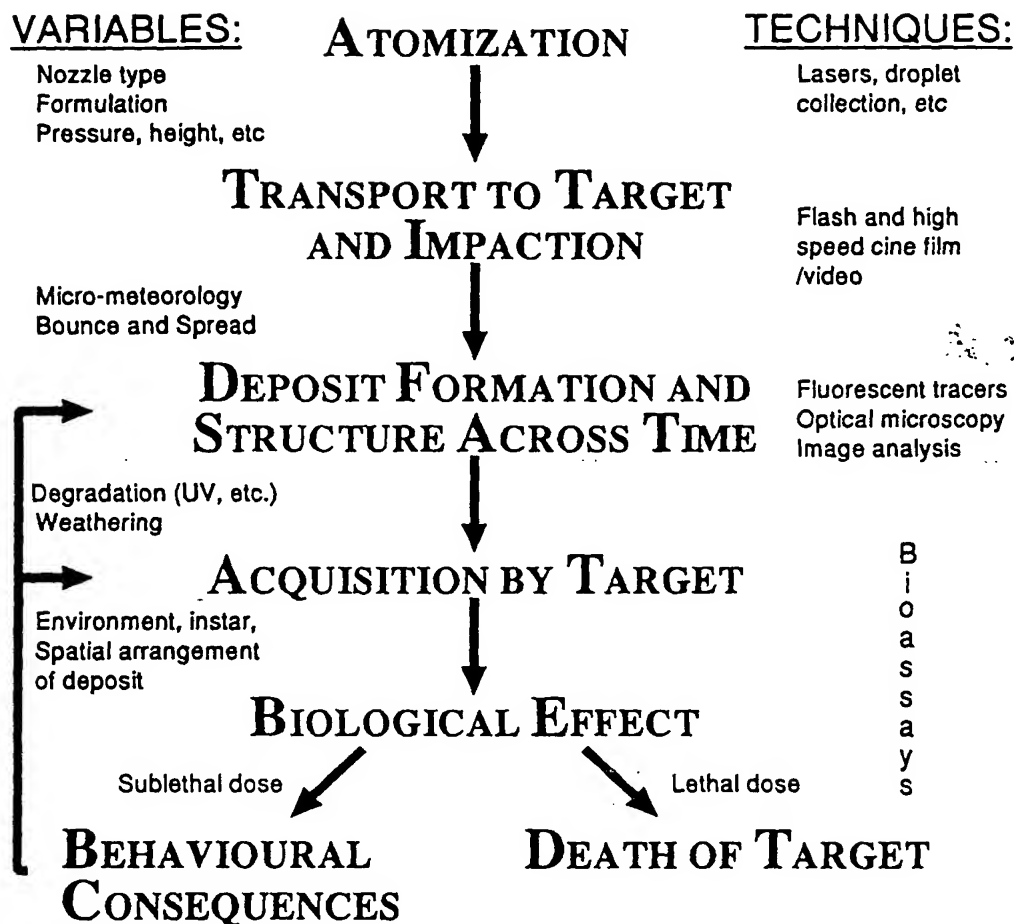 VARIABLES:
ATOMIZATION
TECHNIQUES:
Nozzle type
Formulation
Pressure, height, etc
Lasers, droplet
collection, etc
TRANSPORT TO TARGET
AND IMPACTION
Flash and high
speed cine film
/video
Micro-meteorology
Bounce and Spread
DEPOSIT FORMATION AND
STRUCTURE ACROSS TIME
Fluorescent tracers
Optical microscopy
Image analysis
Degradation (UV, etc.)
Weathering
ACQUISITION BY TARGET
Bioassays
Environment, instar,
Spatial arrangement
of deposit
BIOLOGICAL EFFECT
Sublethal dose
Lethal dose
BEHAVIOURAL
CONSEQUENCES
DEATH OF TARGET